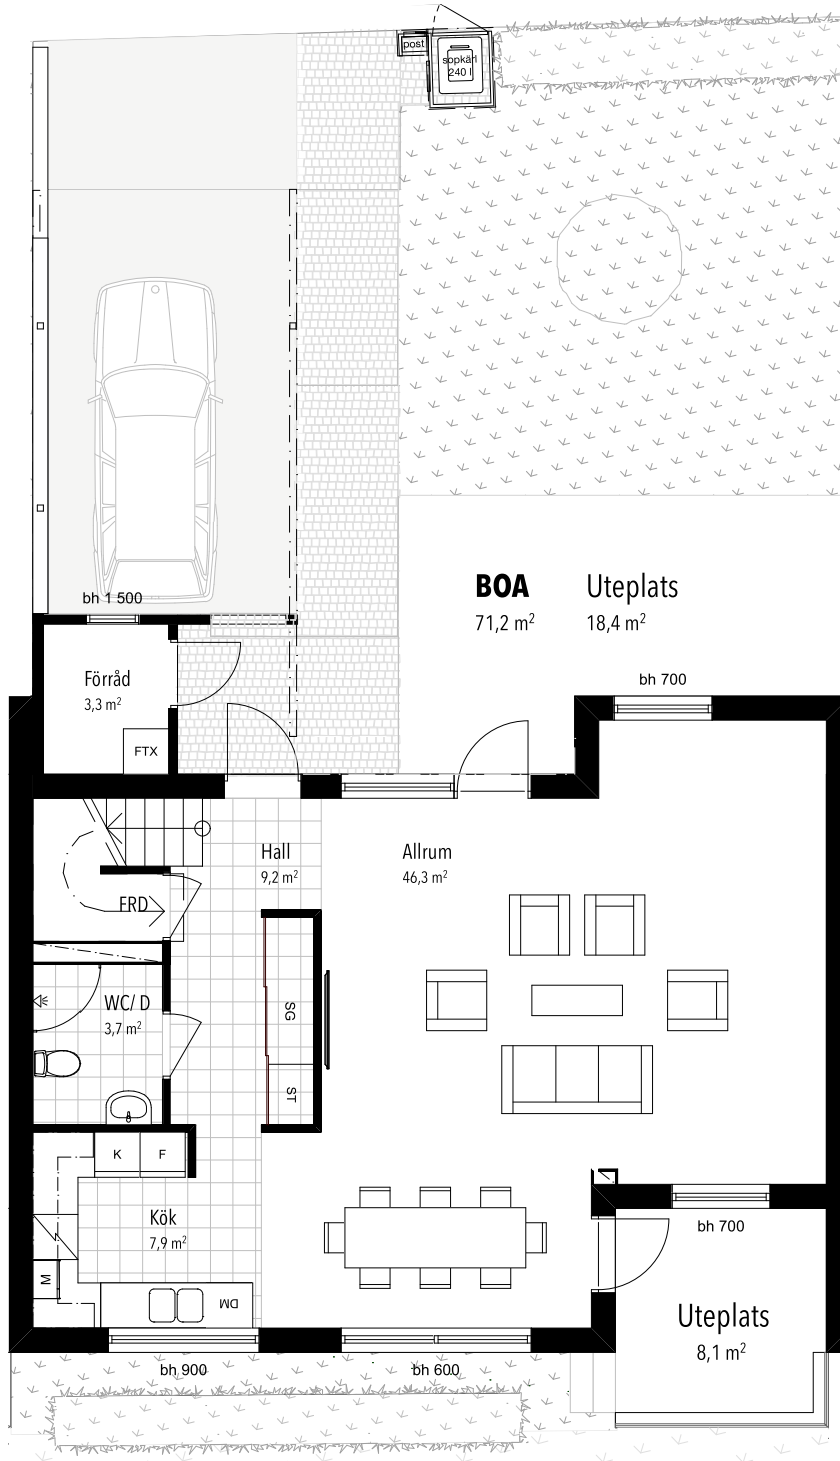 post
sopkärl
240 l
bh 1 500
BOA
71,2 m²
Uteplats
18,4 m²
Förråd
3,3 m²
FTX
bh 700
Hall
9,2 m²
Allrum
46,3 m²
FRD
WC/ D
3,7 m²
SG
ST
K
F
Kök
7,9 m²
M
DM
bh 700
Uteplats
8,1 m²
bh 900
bh 600